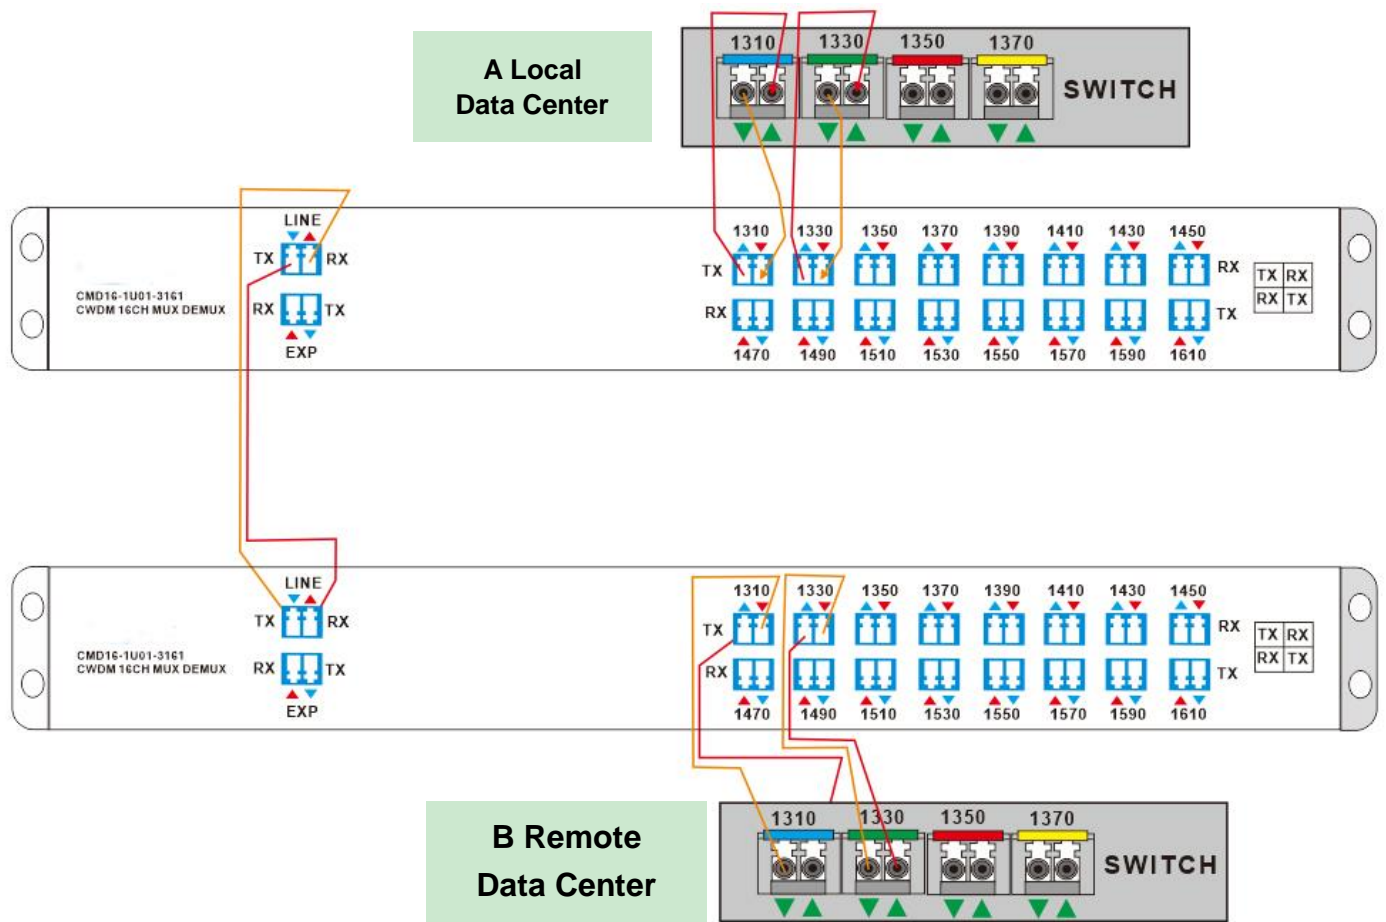 A Local
Data Center
1310 1330 1350 1370
SWITCH
LINE
TX RX
CMD16-1U01-3161
CWDM 16CH MUX DEMUX
RX TX
EXP
1310 1330 1350 1370 1390 1410 1430 1450
TX RX
RX TX
1470 1490 1510 1530 1550 1570 1590 1610
TX RX
RX TX
LINE
TX RX
CMD16-1U01-3161
CWDM 16CH MUX DEMUX
RX TX
EXP
1310 1330 1350 1370 1390 1410 1430 1450
TX RX
RX TX
1470 1490 1510 1530 1550 1570 1590 1610
TX RX
RX TX
B Remote
Data Center
1310 1330 1350 1370
SWITCH